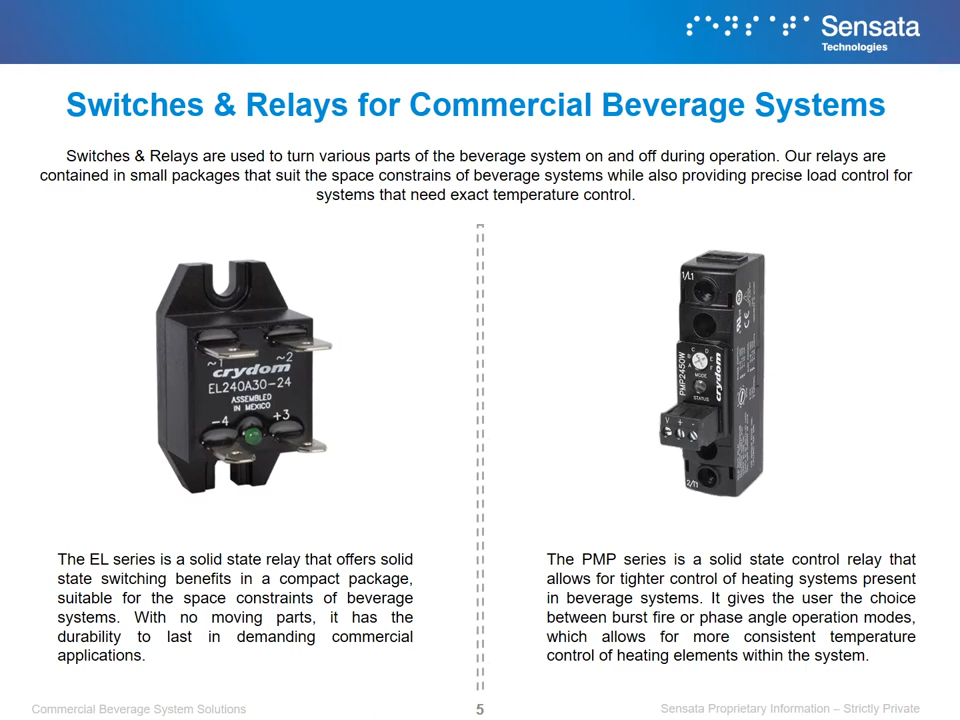 Sensata
Technologies
Switches & Relays for Commercial Beverage Systems
Switches & Relays are used to turn various parts of the beverage system on and off during operation. Our relays are
contained in small packages that suit the space constrains of beverage systems while also providing precise load control for
systems that need exact temperature control.
~1
~2
crydom
EL240A30-24
ASSEMBLED
IN MEXICO
-4
+3
1/L1
PMP2450W
A
B
C
D
E
F
MODE
STATUS
crydom
V
+
-
2/T1
The EL series is a solid state relay that offers solid
state switching benefits in a compact package,
suitable for the space constraints of beverage
systems. With no moving parts, it has the
durability to last in demanding commercial
applications.
The PMP series is a solid state control relay that
allows for tighter control of heating systems present
in beverage systems. It gives the user the choice
between burst fire or phase angle operation modes,
which allows for more consistent temperature
control of heating elements within the system.
Commercial Beverage System Solutions
5
Sensata Proprietary Information – Strictly Private